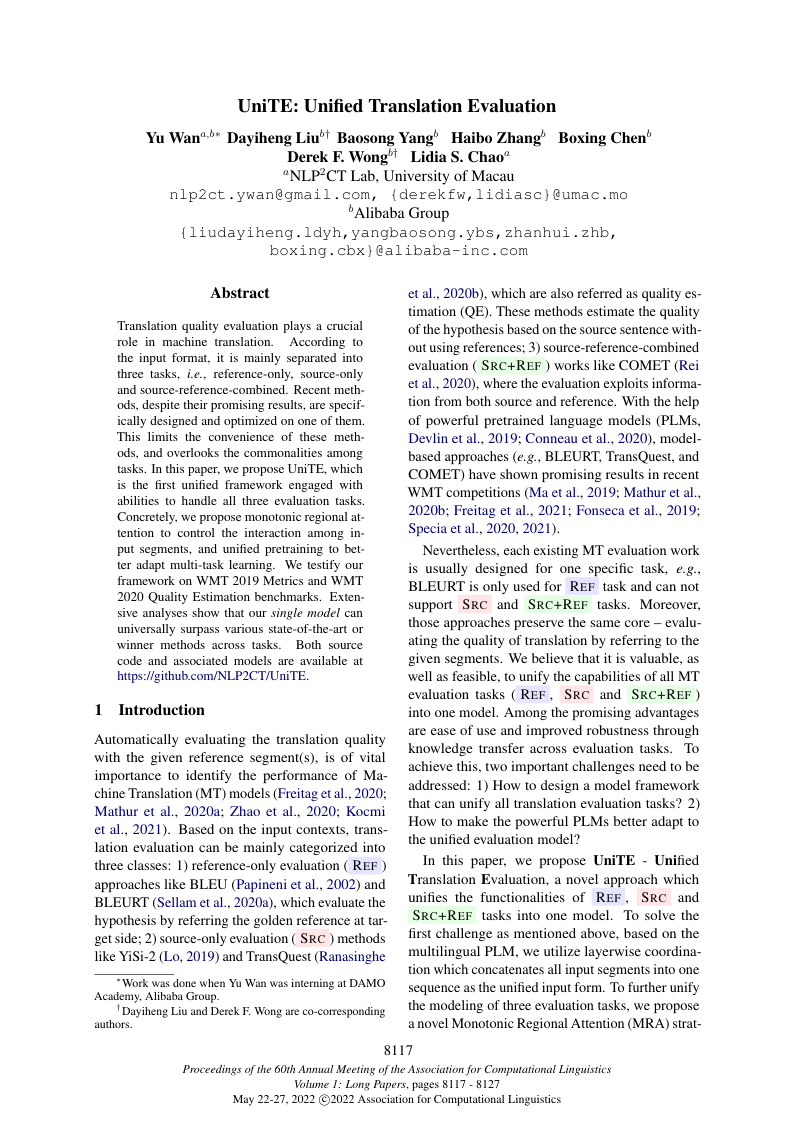 UniTE: Unified Translation Evaluation
Yu Wan^{a,b∗} Dayiheng Liu^{b†} Baosong Yang^b Haibo Zhang^b Boxing Chen^b
Derek F. Wong^{b†} Lidia S. Chao^a
^aNLP^2CT Lab, University of Macau
nlp2ct.ywan@gmail.com, {derekfw,lidiasc}@umac.mo
^bAlibaba Group
{liudayiheng.ldyh,yangbaosong.ybs,zhanhui.zhb,
boxing.cbx}@alibaba-inc.com
Abstract
Translation quality evaluation plays a crucial
role in machine translation. According to
the input format, it is mainly separated into
three tasks, i.e., reference-only, source-only
and source-reference-combined. Recent meth-
ods, despite their promising results, are specif-
ically designed and optimized on one of them.
This limits the convenience of these meth-
ods, and overlooks the commonalities among
tasks. In this paper, we propose UniTE, which
is the first unified framework engaged with
abilities to handle all three evaluation tasks.
Concretely, we propose monotonic regional at-
tention to control the interaction among in-
put segments, and unified pretraining to bet-
ter adapt multi-task learning. We testify our
framework on WMT 2019 Metrics and WMT
2020 Quality Estimation benchmarks. Exten-
sive analyses show that our single model can
universally surpass various state-of-the-art or
winner methods across tasks. Both source
code and associated models are available at
https://github.com/NLP2CT/UniTE.
1 Introduction
Automatically evaluating the translation quality
with the given reference segment(s), is of vital
importance to identify the performance of Ma-
chine Translation (MT) models (Freitag et al., 2020;
Mathur et al., 2020a; Zhao et al., 2020; Kocmi
et al., 2021). Based on the input contexts, trans-
lation evaluation can be mainly categorized into
three classes: 1) reference-only evaluation ( REF )
approaches like BLEU (Papineni et al., 2002) and
BLEURT (Sellam et al., 2020a), which evaluate the
hypothesis by referring the golden reference at tar-
get side; 2) source-only evaluation ( SRC ) methods
like YiSi-2 (Lo, 2019) and TransQuest (Ranasinghe
∗Work was done when Yu Wan was interning at DAMO
Academy, Alibaba Group.
†Dayiheng Liu and Derek F. Wong are co-corresponding
authors.
et al., 2020b), which are also referred as quality es-
timation (QE). These methods estimate the quality
of the hypothesis based on the source sentence with-
out using references; 3) source-reference-combined
evaluation ( SRC+REF ) works like COMET (Rei
et al., 2020), where the evaluation exploits informa-
tion from both source and reference. With the help
of powerful pretrained language models (PLMs,
Devlin et al., 2019; Conneau et al., 2020), model-
based approaches (e.g., BLEURT, TransQuest, and
COMET) have shown promising results in recent
WMT competitions (Ma et al., 2019; Mathur et al.,
2020b; Freitag et al., 2021; Fonseca et al., 2019;
Specia et al., 2020, 2021).
Nevertheless, each existing MT evaluation work
is usually designed for one specific task, e.g.,
BLEURT is only used for REF task and can not
support SRC and SRC+REF tasks. Moreover,
those approaches preserve the same core – evalu-
ating the quality of translation by referring to the
given segments. We believe that it is valuable, as
well as feasible, to unify the capabilities of all MT
evaluation tasks ( REF , SRC and SRC+REF )
into one model. Among the promising advantages
are ease of use and improved robustness through
knowledge transfer across evaluation tasks. To
achieve this, two important challenges need to be
addressed: 1) How to design a model framework
that can unify all translation evaluation tasks? 2)
How to make the powerful PLMs better adapt to
the unified evaluation model?
In this paper, we propose UniTE - Unified
Translation Evaluation, a novel approach which
unifies the functionalities of REF , SRC and
SRC+REF tasks into one model. To solve the
first challenge as mentioned above, based on the
multilingual PLM, we utilize layerwise coordina-
tion which concatenates all input segments into one
sequence as the unified input form. To further unify
the modeling of three evaluation tasks, we propose
a novel Monotonic Regional Attention (MRA) strat-
8117
Proceedings of the 60th Annual Meeting of the Association for Computational Linguistics
Volume 1: Long Papers, pages 8117 - 8127
May 22-27, 2022 ©2022 Association for Computational Linguistics